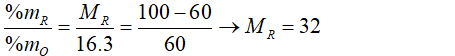 %m_R / %m_O = M_R / 16.3 = (100 − 60) / 60 → M_R = 32